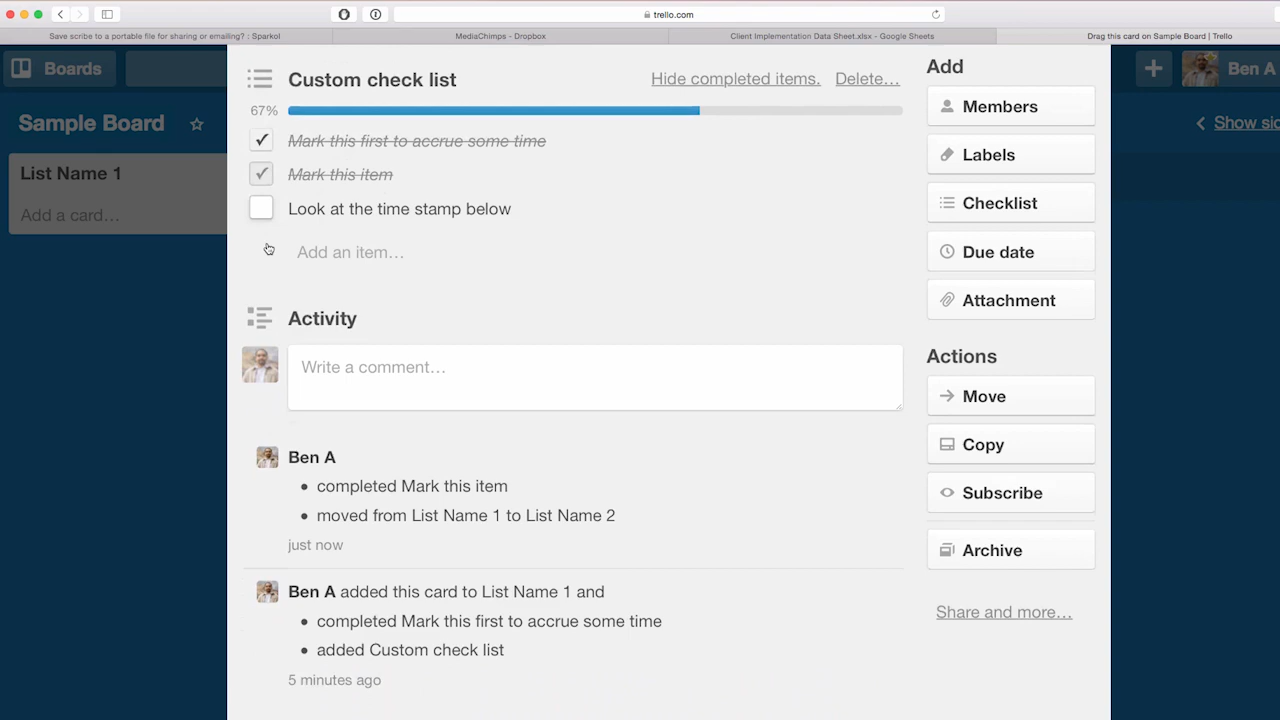 trello.com
Save scribe to a portable file for sharing or emailing? : Sparkol
MediaChimps - Dropbox
Client Implementation Data Sheet.xlsx - Google Sheets
Drag this card on Sample Board | Trello
Boards
Ben A
Sample Board
Show
List Name 1
Add a card…
Custom check list
Hide completed items.
Delete…
67%
Mark this first to accrue some time
Mark this item
Look at the time stamp below
Add an item…
Activity
Write a comment…
Ben A
• completed Mark this item
• moved from List Name 1 to List Name 2
just now
Ben A added this card to List Name 1 and
• completed Mark this first to accrue some time
• added Custom check list
5 minutes ago
Add
Members
Labels
Checklist
Due date
Attachment
Actions
Move
Copy
Subscribe
Archive
Share and more…